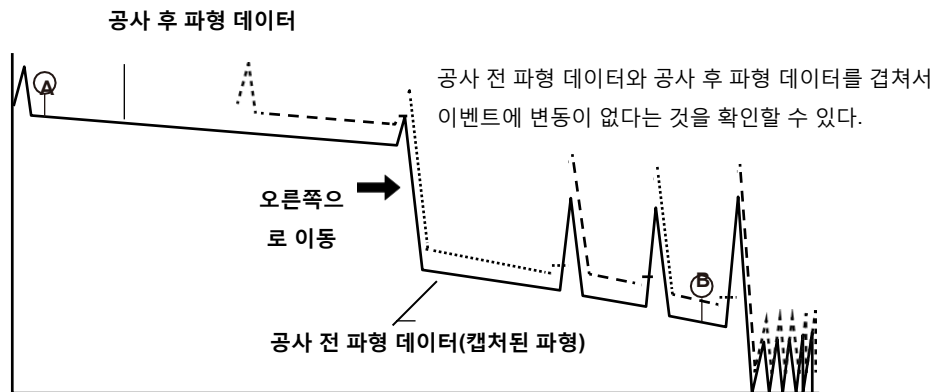 공사 후 파형 데이터
A
공사 전 파형 데이터와 공사 후 파형 데이터를 겹쳐서
이벤트에 변동이 없다는 것을 확인할 수 있다.
오른쪽으
로 이동
B
공사 전 파형 데이터(캡처된 파형)